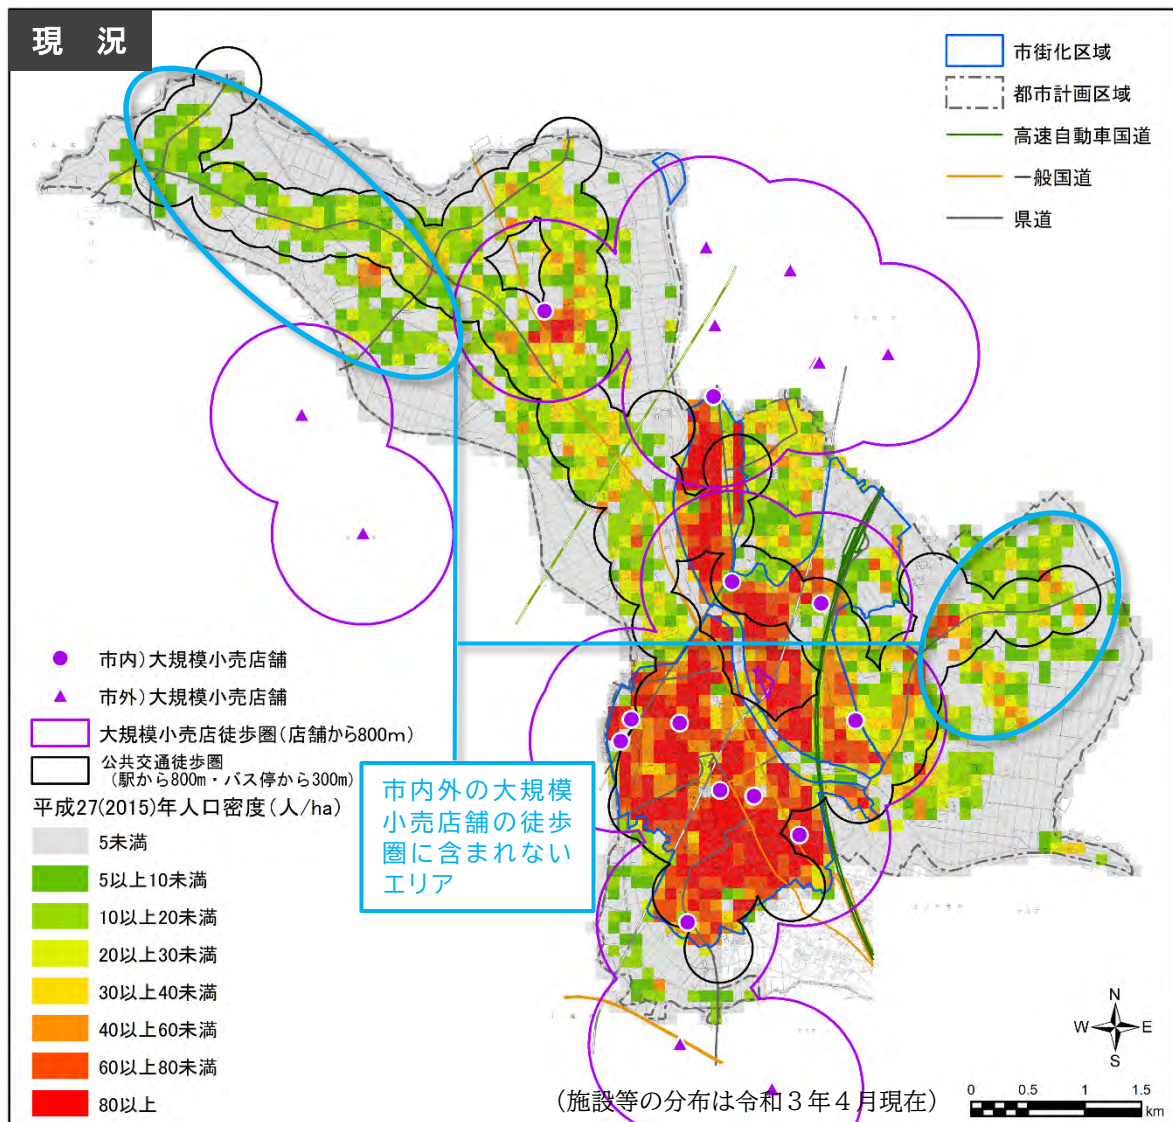 現 況
市街化区域
都市計画区域
高速自動車国道
一般国道
県道
市内)大規模小売店舗
市外)大規模小売店舗
大規模小売店徒歩圏(店舗から800m)
公共交通徒歩圏
(駅から800m・バス停から300m)
平成27(2015)年人口密度(人/ha)
5未満
5以上10未満
10以上20未満
20以上30未満
30以上40未満
40以上60未満
60以上80未満
80以上
市内外の大規模
小売店舗の徒歩
圏に含まれない
エリア
N
W E
S
(施設等の分布は令和3年4月現在)
0 0.5 1 1.5
km